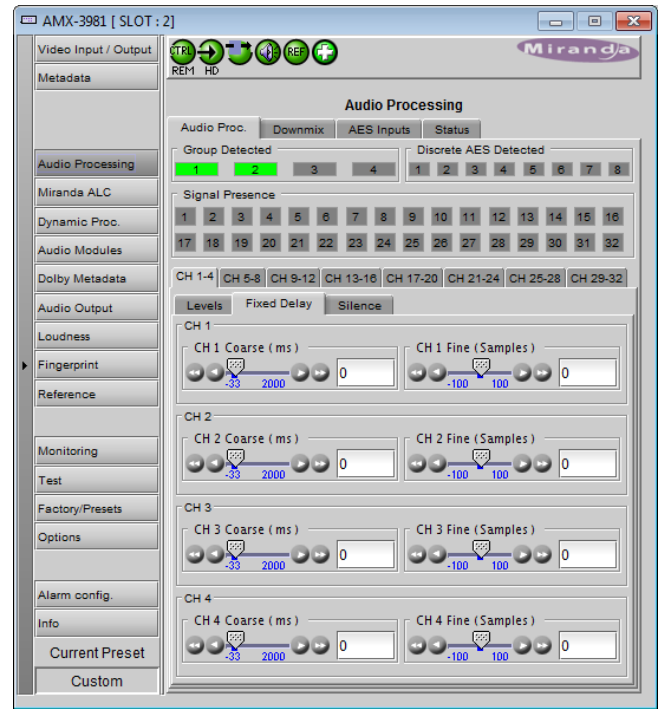 AMX-3981 [ SLOT : 2]
Video Input / Output
Metadata
Audio Processing
Miranda ALC
Dynamic Proc.
Audio Modules
Dolby Metadata
Audio Output
Loudness
Fingerprint
Reference
Monitoring
Test
Factory/Presets
Options
Alarm config.
Info
Current Preset
Custom
CTRL REF
REM HD
Miranda
Audio Processing
Audio Proc. Downmix AES Inputs Status
Group Detected
1 2 3 4
Discrete AES Detected
1 2 3 4 5 6 7 8
Signal Presence
1 2 3 4 5 6 7 8 9 10 11 12 13 14 15 16
17 18 19 20 21 22 23 24 25 26 27 28 29 30 31 32
CH 1-4 CH 5-8 CH 9-12 CH 13-16 CH 17-20 CH 21-24 CH 25-28 CH 29-32
Levels Fixed Delay Silence
CH 1
CH 1 Coarse ( ms ) CH 1 Fine (Samples )
0 0
-33 2000 -100 100
CH 2
CH 2 Coarse ( ms ) CH 2 Fine (Samples )
0 0
-33 2000 -100 100
CH 3
CH 3 Coarse ( ms ) CH 3 Fine (Samples )
0 0
-33 2000 -100 100
CH 4
CH 4 Coarse ( ms ) CH 4 Fine (Samples )
0 0
-33 2000 -100 100